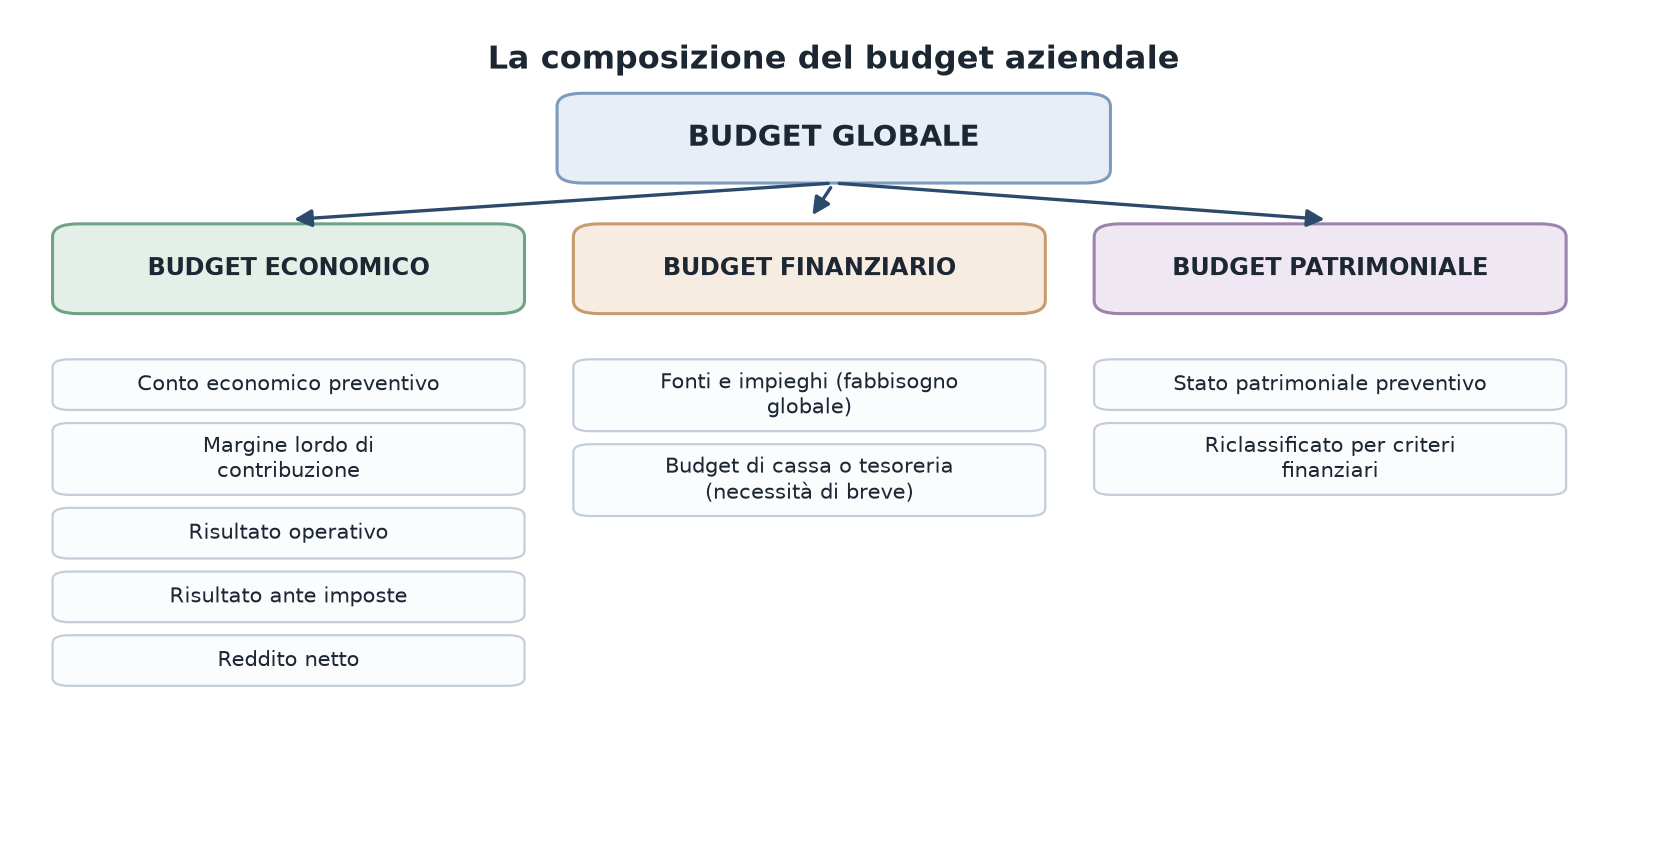 La composizione del budget aziendale
BUDGET GLOBALE
BUDGET ECONOMICO
BUDGET FINANZIARIO
BUDGET PATRIMONIALE
Conto economico preventivo
Margine lordo di
contribuzione
Risultato operativo
Risultato ante imposte
Reddito netto
Fonti e impieghi (fabbisogno
globale)
Budget di cassa o tesoreria
(necessità di breve)
Stato patrimoniale preventivo
Riclassificato per criteri
finanziari